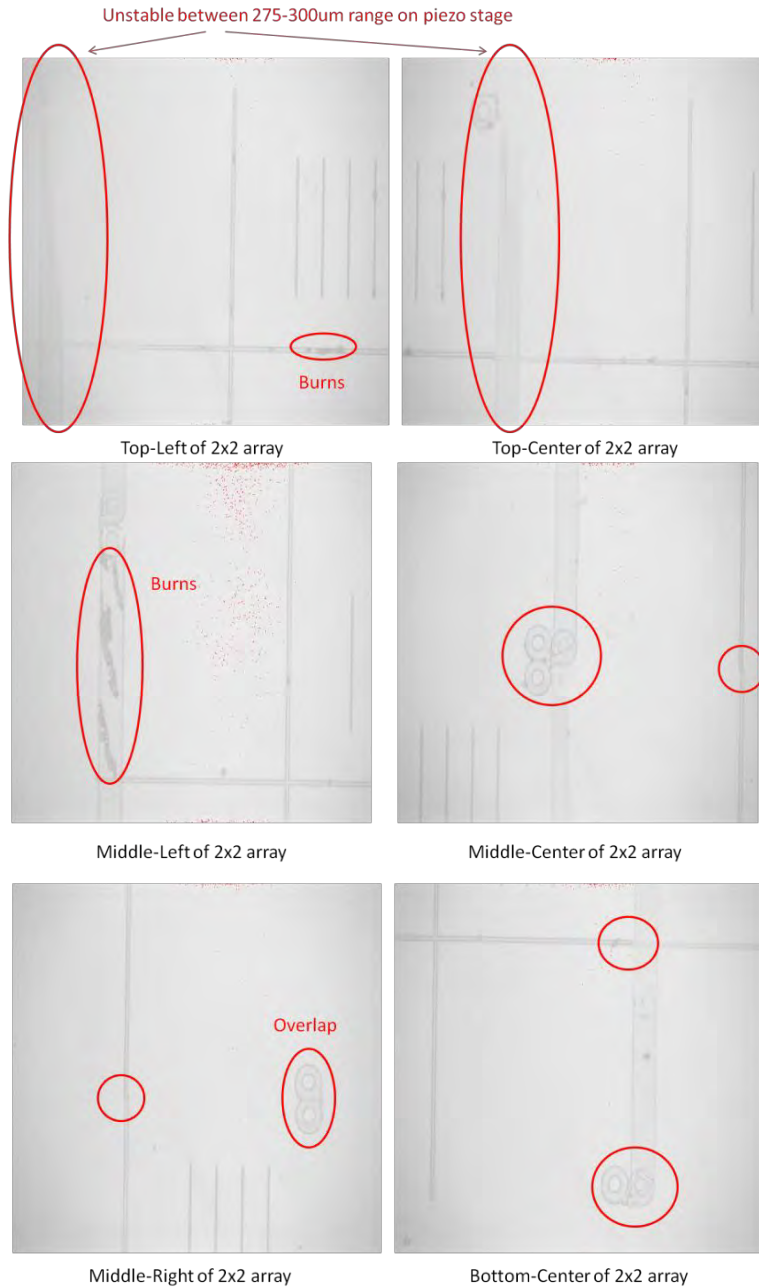 Unstable between 275-300um range on piezo stage
Burns
Top-Left of 2x2 array
Top-Center of 2x2 array
Burns
Middle-Left of 2x2 array
Middle-Center of 2x2 array
Overlap
Middle-Right of 2x2 array
Bottom-Center of 2x2 array